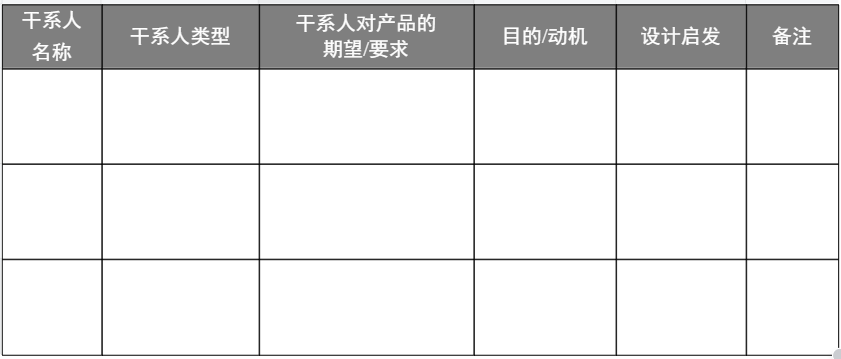 干系人
名称
干系人类型
干系人对产品的
期望/要求
目的/动机
设计启发
备注